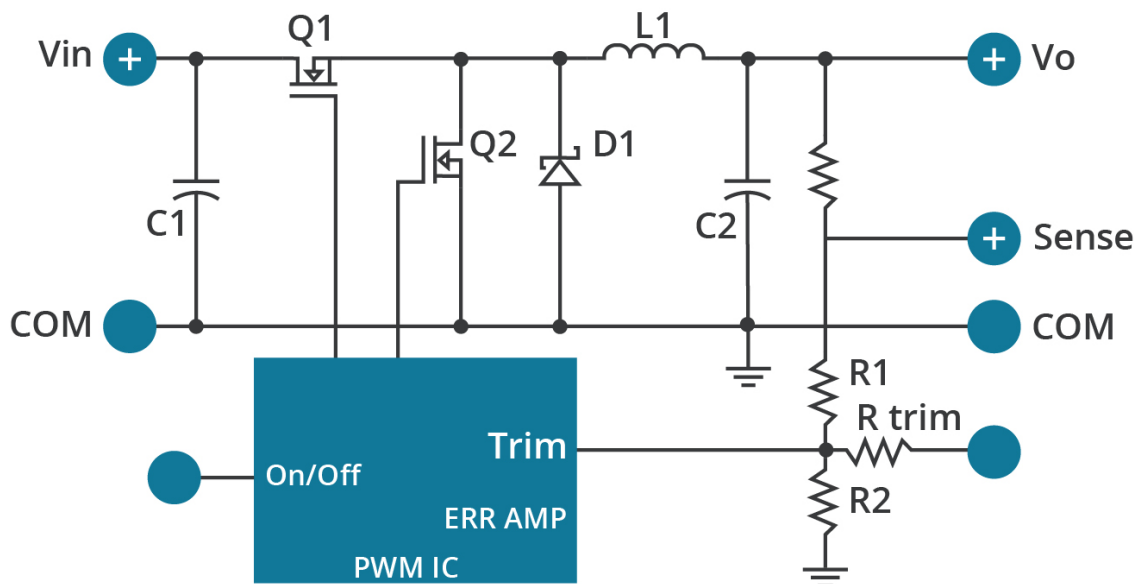 Q1
L1
Vin
+
+
Vo
Q2
D1
C1
C2
+
Sense
COM
COM
R1
R trim
Trim
On/Off
R2
ERR AMP
PWM IC